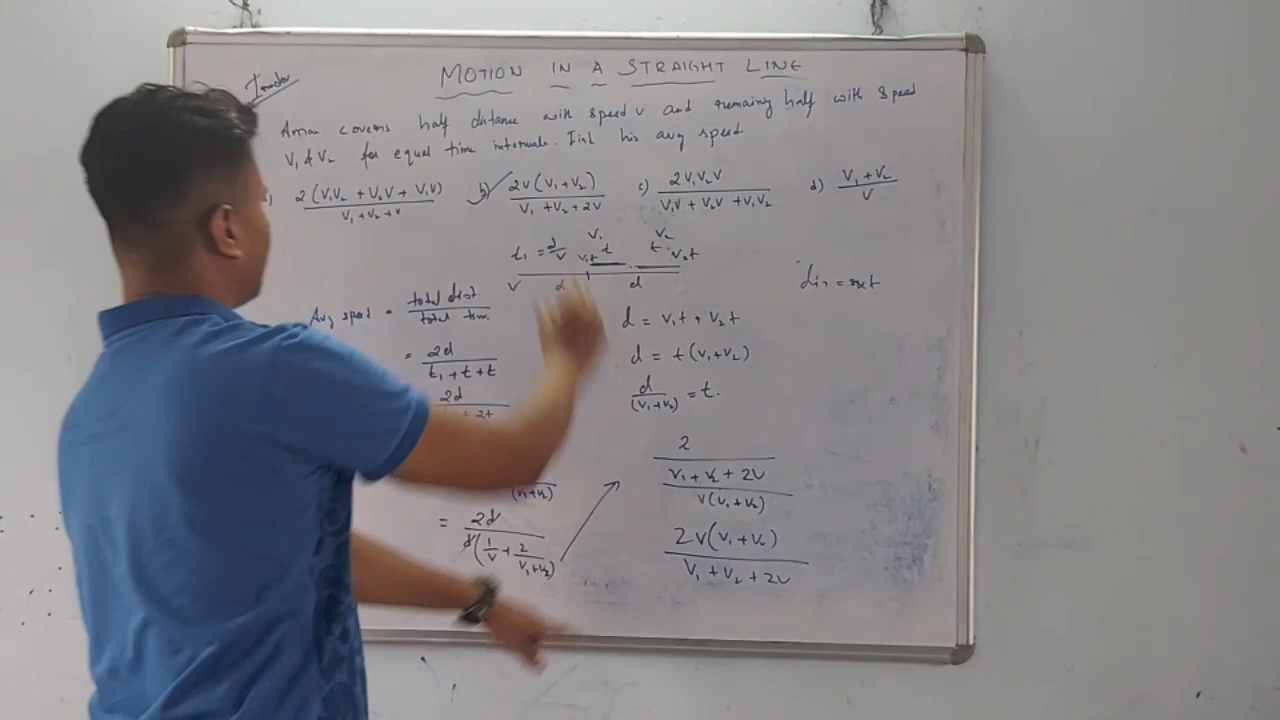 MOTION IN A STRAIGHT LINE
covers half distance with speed v and remaining half with speed
V₁ & V₂ for equal time intervals. Find his avg speed
2(V₁V₂ + V₂V + V₁V) / V₁ + V₂ + V
b) 2V(V₁+V₂) / V₁ + V₂ + 2V
c) 2V₁V₂V / V₁V + V₂V + V₁V₂
d) V₁ + V₂ / V
t₁ = d/V
V₁ t V₁t
V₂ t V₂t
V d d
Avg speed = total dist. / total tim
dis = s×t
= 2d / t₁ + t + t
2d / + 2t
d = V₁t + V₂t
d = t(V₁+V₂)
d / (V₁+V₂) = t.
(V₁+V₂)
= 2d / d(1/V + 2/V₁+V₂)
2 / V₁ + V₂ + 2V / V(V₁+V₂)
2V(V₁+V₂) / V₁ + V₂ + 2V